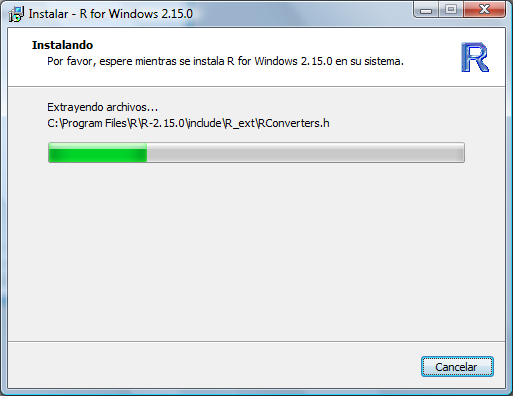 Instalar - R for Windows 2.15.0
Instalando
Por favor, espere mientras se instala R for Windows 2.15.0 en su sistema.
R
Extrayendo archivos...
C:\Program Files\R\R-2.15.0\include\R_ext\RConverters.h
Cancelar